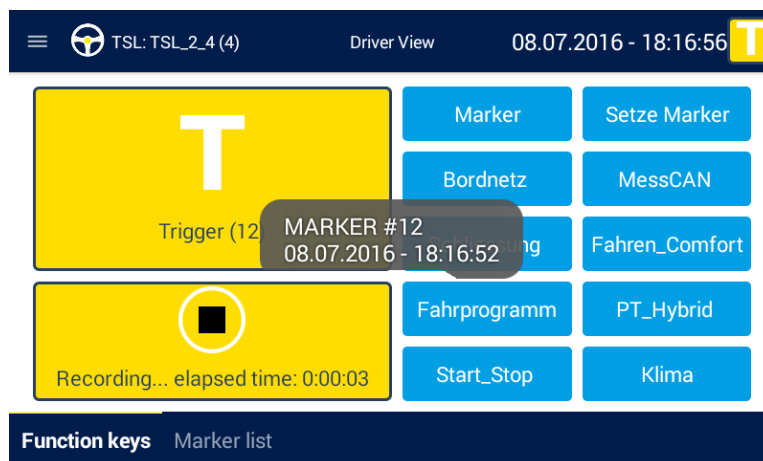 TSL: TSL_2_4 (4) Driver View 08.07.2016 - 18:16:56 T
T
Trigger (12)
Marker Setze Marker
Bordnetz MessCAN
MARKER #12
08.07.2016 - 18:16:52
Fahren_Comfort
Fahrprogramm PT_Hybrid
Recording... elapsed time: 0:00:03
Start_Stop Klima
Function keys Marker list